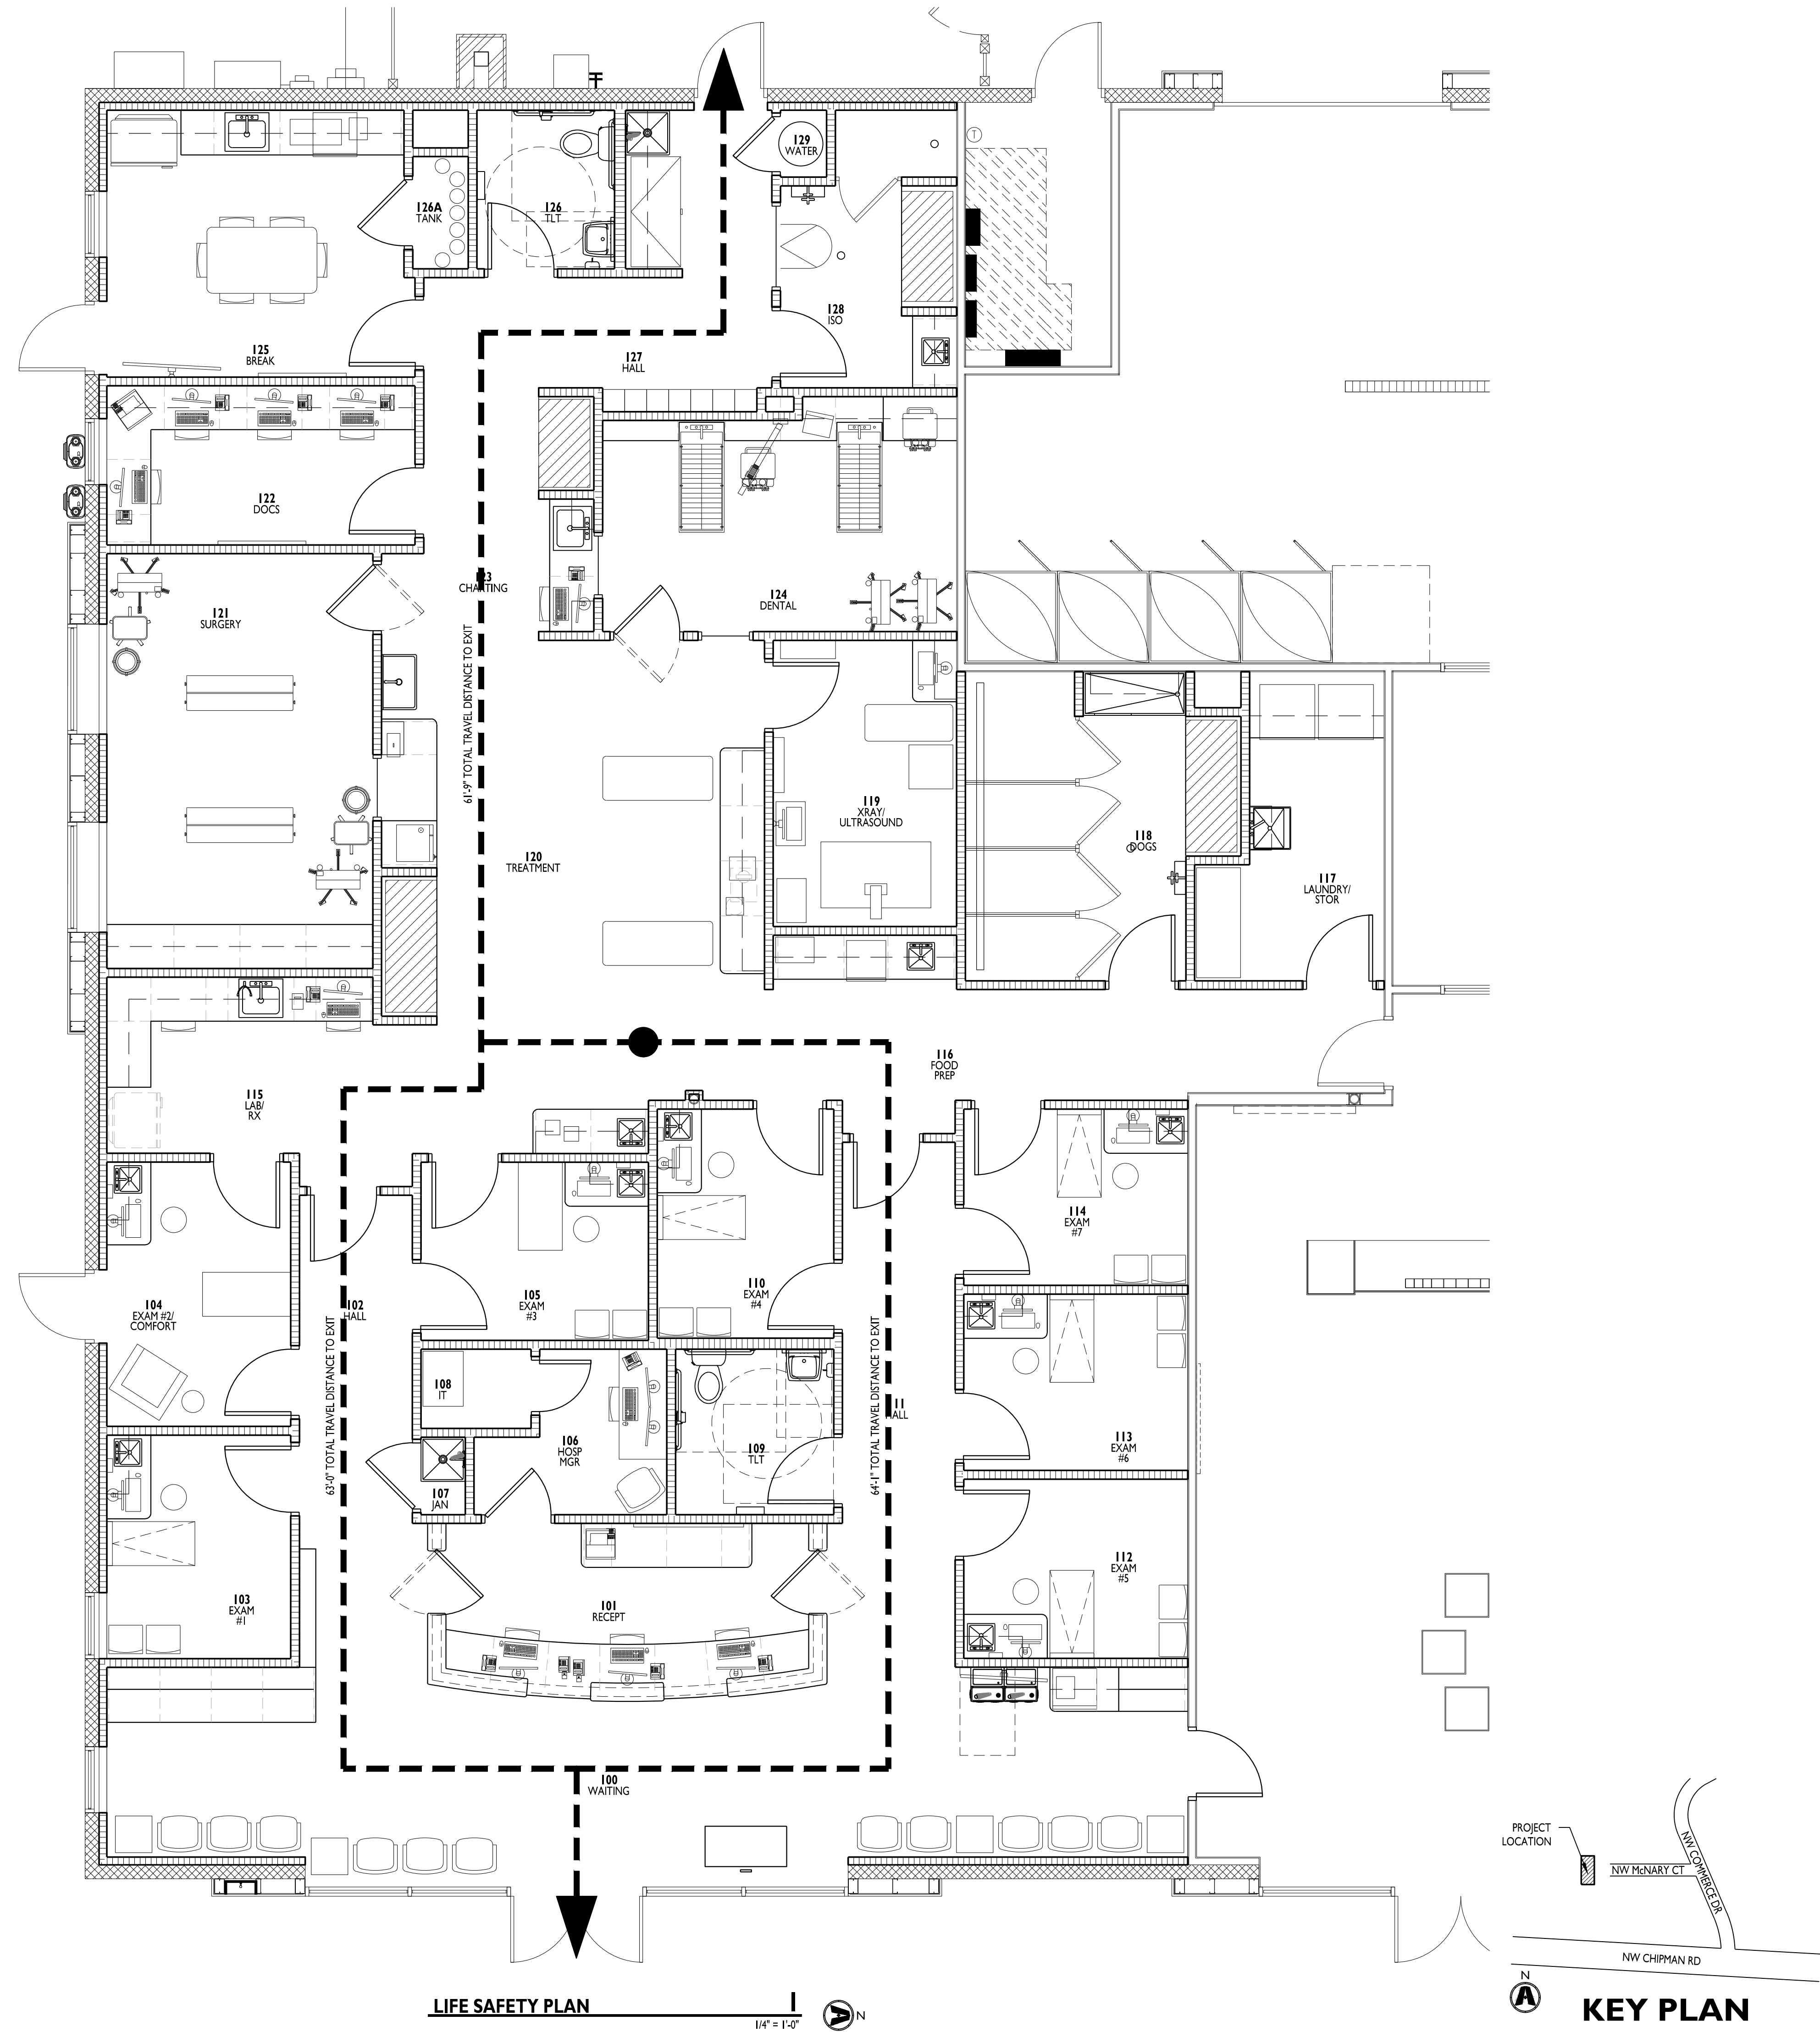 T
129
WATER
126A
TANK
126
TLT
128
ISO
125
BREAK
127
HALL
122
DOCS
123
CHARTING
121
SURGERY
124
DENTAL
61'-9" TOTAL TRAVEL DISTANCE TO EXIT
119
XRAY/
ULTRASOUND
118
DOGS
120
TREATMENT
117
LAUNDRY/
STOR
116
FOOD
PREP
115
LAB/
RX
114
EXAM
#7
104
EXAM #2/
COMFORT
102
HALL
105
EXAM
#3
110
EXAM
#4
63'-0" TOTAL TRAVEL DISTANCE TO EXIT
64'-1" TOTAL TRAVEL DISTANCE TO EXIT
108
IT
111
HALL
106
HOSP
MGR
109
TLT
113
EXAM
#6
107
JAN
112
EXAM
#5
103
EXAM
#1
101
RECEPT
100
WAITING
PROJECT
LOCATION
NW McNARY CT
NW COMMERCE DR
NW CHIPMAN RD
LIFE SAFETY PLAN
1
1/4" = 1'-0"
A
N
N
A
KEY PLAN